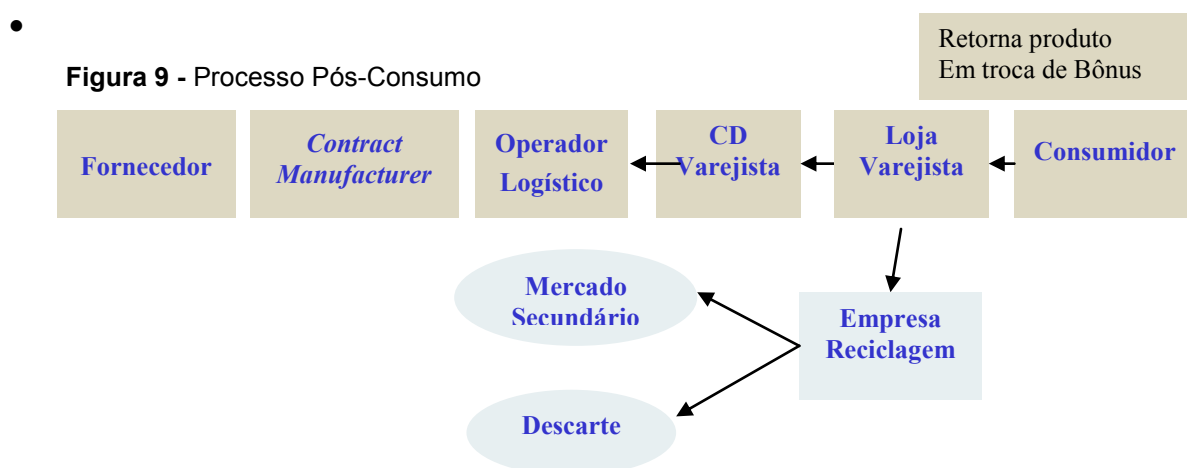 •
Retorna produto
Em troca de Bônus
Figura 9 - Processo Pós-Consumo
Fornecedor
Contract
Manufacturer
Operador
Logístico
CD
Varejista
Loja
Varejista
Consumidor
Mercado
Secundário
Empresa
Reciclagem
Descarte